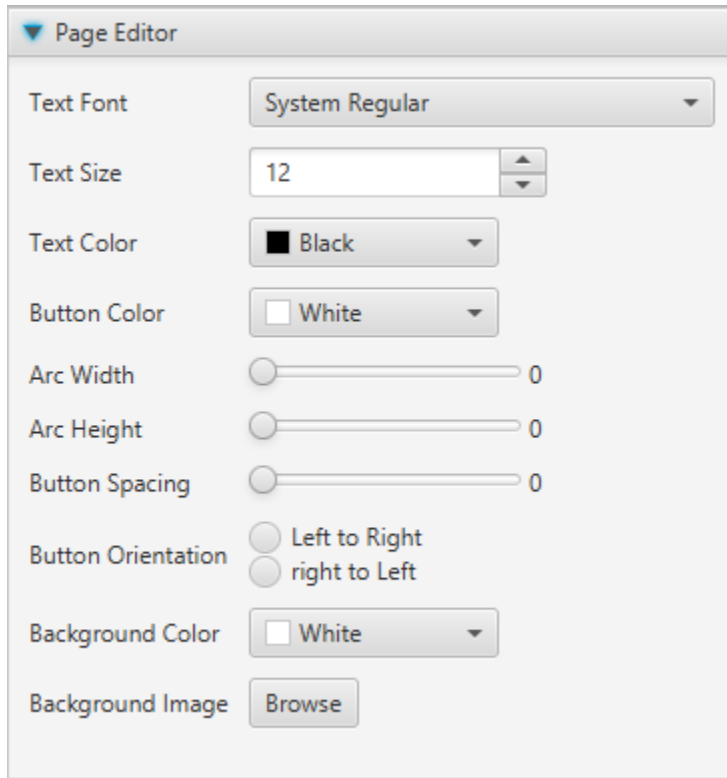 Page Editor
Text Font System Regular
Text Size 12
Text Color Black
Button Color White
Arc Width 0
Arc Height 0
Button Spacing 0
Button Orientation Left to Right
right to Left
Background Color White
Background Image Browse